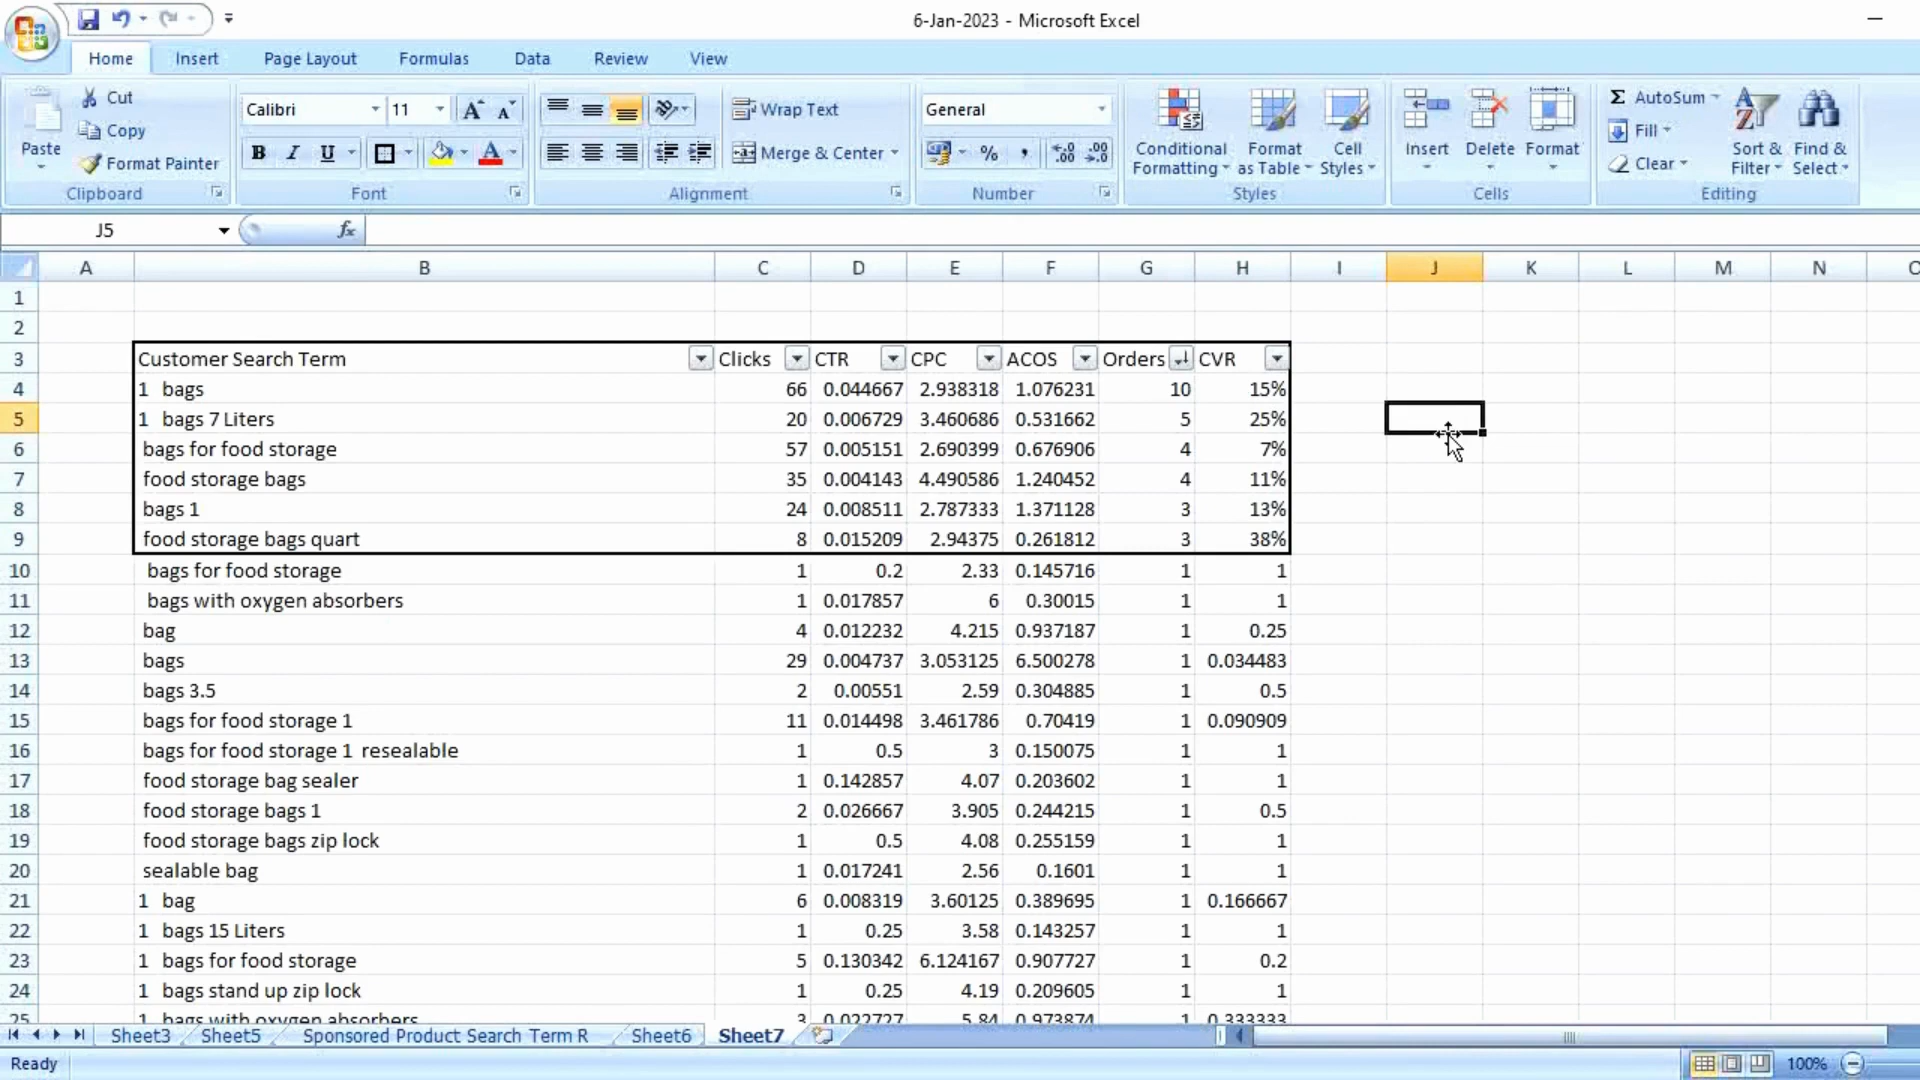 6-Jan-2023 - Microsoft Excel
Home Insert Page Layout Formulas Data Review View
Paste
Cut
Copy
Format Painter
Clipboard
Calibri 11
B I U A
Font
Wrap Text
Merge & Center
Alignment
General
%
Number
Conditional Formatting
Format as Table
Cell Styles
Styles
Insert Delete Format
Cells
Σ AutoSum
Fill
Clear
Sort & Filter
Find & Select
Editing
J5 fx
A B C D E F G H I J K L M N O
1
2
3 Customer Search Term Clicks CTR CPC ACOS Orders CVR
4 1 bags 66 0.044667 2.938318 1.076231 10 15%
5 1 bags 7 Liters 20 0.006729 3.460686 0.531662 5 25%
6 bags for food storage 57 0.005151 2.690399 0.676906 4 7%
7 food storage bags 35 0.004143 4.490586 1.240452 4 11%
8 bags 1 24 0.008511 2.787333 1.371128 3 13%
9 food storage bags quart 8 0.015209 2.94375 0.261812 3 38%
10 bags for food storage 1 0.2 2.33 0.145716 1 1
11 bags with oxygen absorbers 1 0.017857 6 0.30015 1 1
12 bag 4 0.012232 4.215 0.937187 1 0.25
13 bags 29 0.004737 3.053125 6.500278 1 0.034483
14 bags 3.5 2 0.00551 2.59 0.304885 1 0.5
15 bags for food storage 1 11 0.014498 3.461786 0.70419 1 0.090909
16 bags for food storage 1 resealable 1 0.5 3 0.150075 1 1
17 food storage bag sealer 1 0.142857 4.07 0.203602 1 1
18 food storage bags 1 2 0.026667 3.905 0.244215 1 0.5
19 food storage bags zip lock 1 0.5 4.08 0.255159 1 1
20 sealable bag 1 0.017241 2.56 0.1601 1 1
21 1 bag 6 0.008319 3.60125 0.389695 1 0.166667
22 1 bags 15 Liters 1 0.25 3.58 0.143257 1 1
23 1 bags for food storage 5 0.130342 6.124167 0.907727 1 0.2
24 1 bags stand up zip lock 1 0.25 4.19 0.209605 1 1
25 1 bags with oxygen absorbers 3 0.022727 5.84 0.973874 1 0.333333
Sheet3 Sheet5 Sponsored Product Search Term R Sheet6 Sheet7
Ready 100%